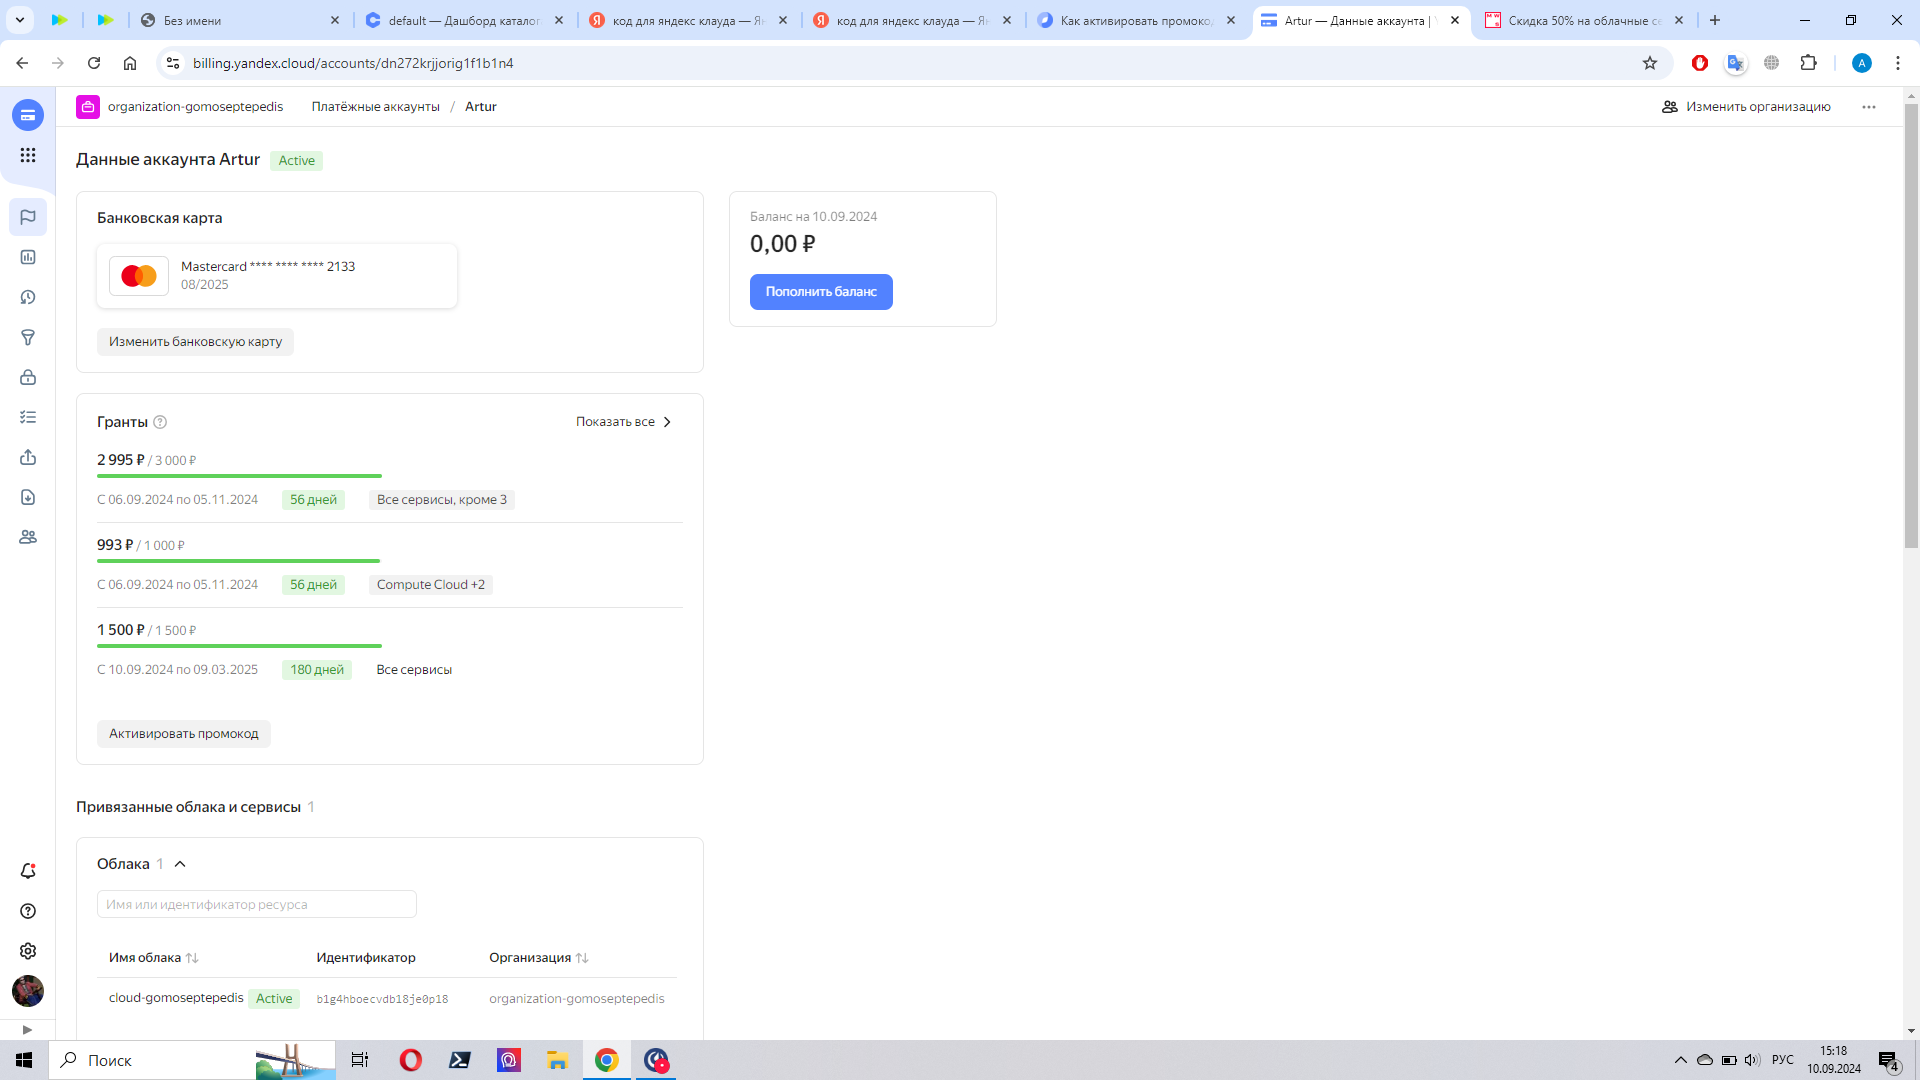 Без имени
default — Дашборд каталог
код для яндекс клауда — Ян
код для яндекс клауда — Ян
Как активировать промоко
Artur — Данные аккаунта |
Скидка 50% на облачные се
billing.yandex.cloud/accounts/dn272krjjorig1f1b1n4
A
organization-gomoseptepedis
Платёжные аккаунты / Artur
Изменить организацию
Данные аккаунта Artur Active
Банковская карта
Mastercard **** **** **** 2133
08/2025
Изменить банковскую карту
Баланс на 10.09.2024
0,00 ₽
Пополнить баланс
Гранты
Показать все
2 995 ₽ / 3 000 ₽
С 06.09.2024 по 05.11.2024 56 дней Все сервисы, кроме 3
993 ₽ / 1 000 ₽
С 06.09.2024 по 05.11.2024 56 дней Compute Cloud +2
1 500 ₽ / 1 500 ₽
С 10.09.2024 по 09.03.2025 180 дней Все сервисы
Активировать промокод
Привязанные облака и сервисы 1
Облака 1
Имя или идентификатор ресурса
Имя облака Идентификатор Организация
cloud-gomoseptepedis Active b1g4hboecvdb18je0p18 organization-gomoseptepedis
Поиск
РУС
15:18
10.09.2024
4